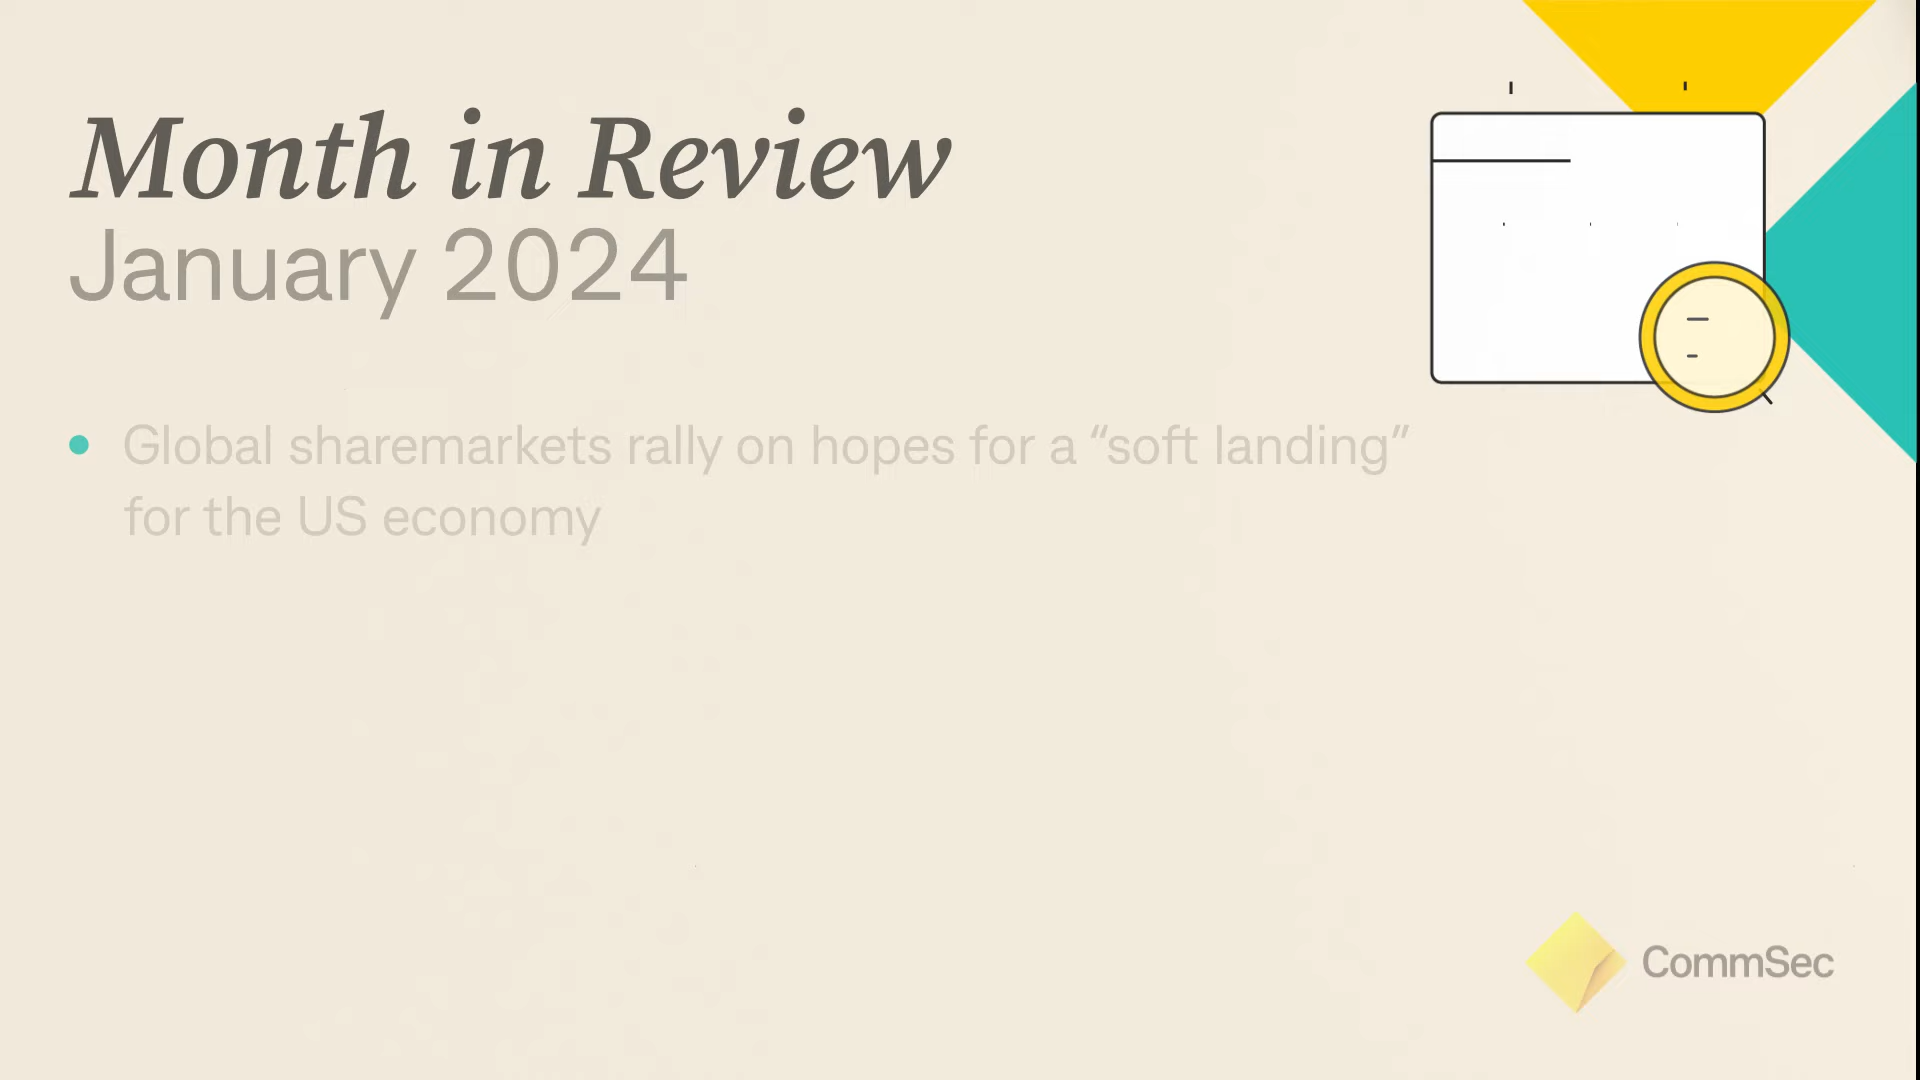 Month in Review
January 2024
Global sharemarkets rally on hopes for a “soft landing”
for the US economy
CommSec